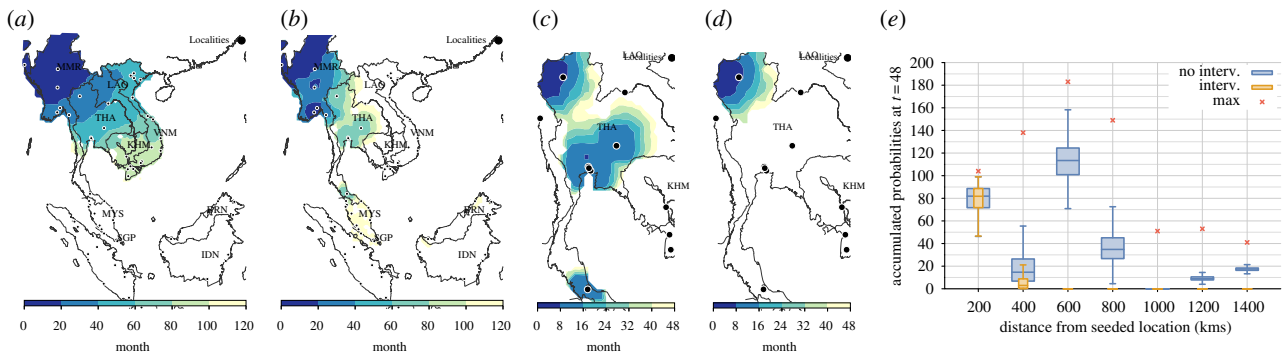 (a)
Localities
MMR
LAO
THA
VNM
KHM
MYS
BRN
SGP
IDN
0 20 40 60 80 100 120
month
(b)
Localities
MMR
LAO
THA
VNM
KHM
MYS
BRN
SGP
IDN
0 20 40 60 80 100 120
month
(c)
LAO
Localities
THA
KHM
0 8 16 24 32 40 48
month
(d)
LAO
Localities
THA
KHM
0 8 16 24 32 40 48
month
(e)
accumulated probabilities at t = 48
200
180
160
140
120
100
80
60
40
20
0
no interv.
interv.
max
200 400 600 800 1000 1200 1400
distance from seeded location (kms)